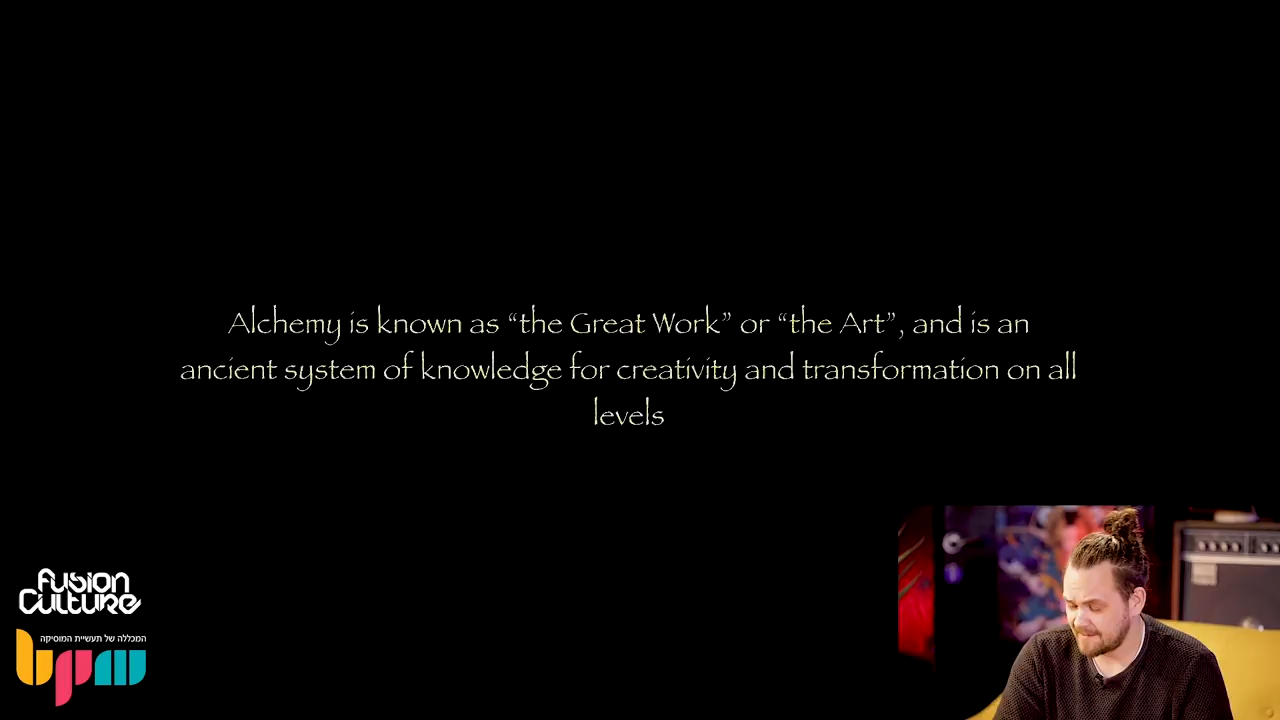 Alchemy is known as “the Great Work” or “the Art”, and is an
ancient system of knowledge for creativity and transformation on all
levels
Fusion
Culture
המכללה של תעשיית המוסיקה
bpm